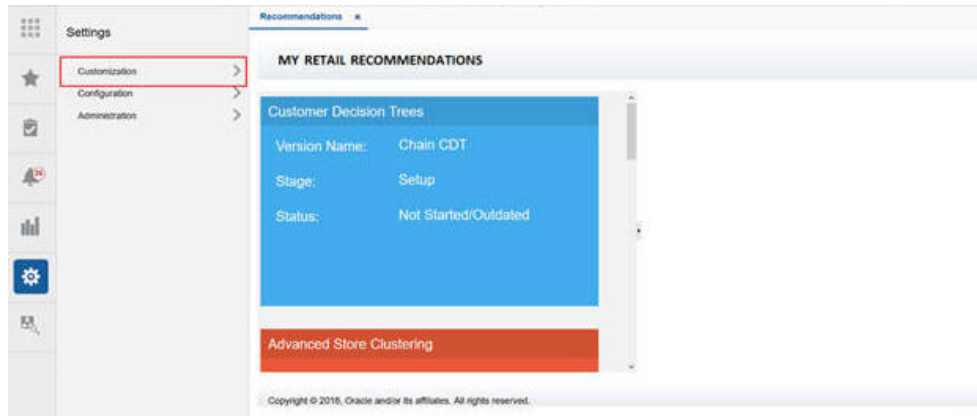 Recommendations ×
Settings
MY RETAIL RECOMMENDATIONS
Customization
Configuration
Administration
Customer Decision Trees
Version Name: Chain CDT
Stage: Setup
Status: Not Started/Outdated
Advanced Store Clustering
Copyright © 2016, Oracle and/or its affiliates. All rights reserved.